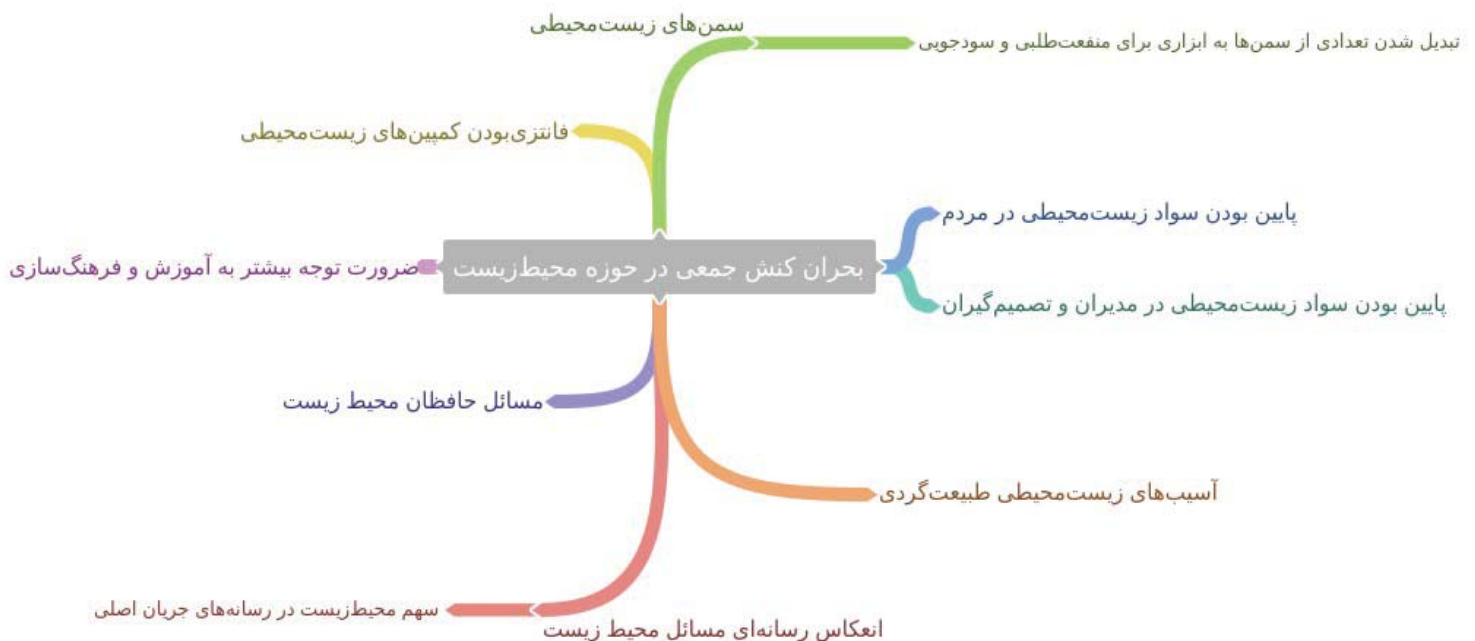 سمن‌های زیست‌محیطی
تبدیل شدن تعدادی از سمن‌ها به ابزاری برای منفعت‌طلبی و سودجویی
فانتزی‌بودن کمپین‌های زیست‌محیطی
پایین بودن سواد زیست‌محیطی در مردم
بحران کنش جمعی در حوزه محیط‌زیست
ضرورت توجه بیشتر به آموزش و فرهنگ‌سازی
پایین بودن سواد زیست‌محیطی در مدیران و تصمیم‌گیران
مسائل حافظان محیط زیست
آسیب‌های زیست‌محیطی طبیعت‌گردی
انعکاس رسانه‌ای مسائل محیط زیست
سهم محیط‌زیست در رسانه‌های جریان اصلی